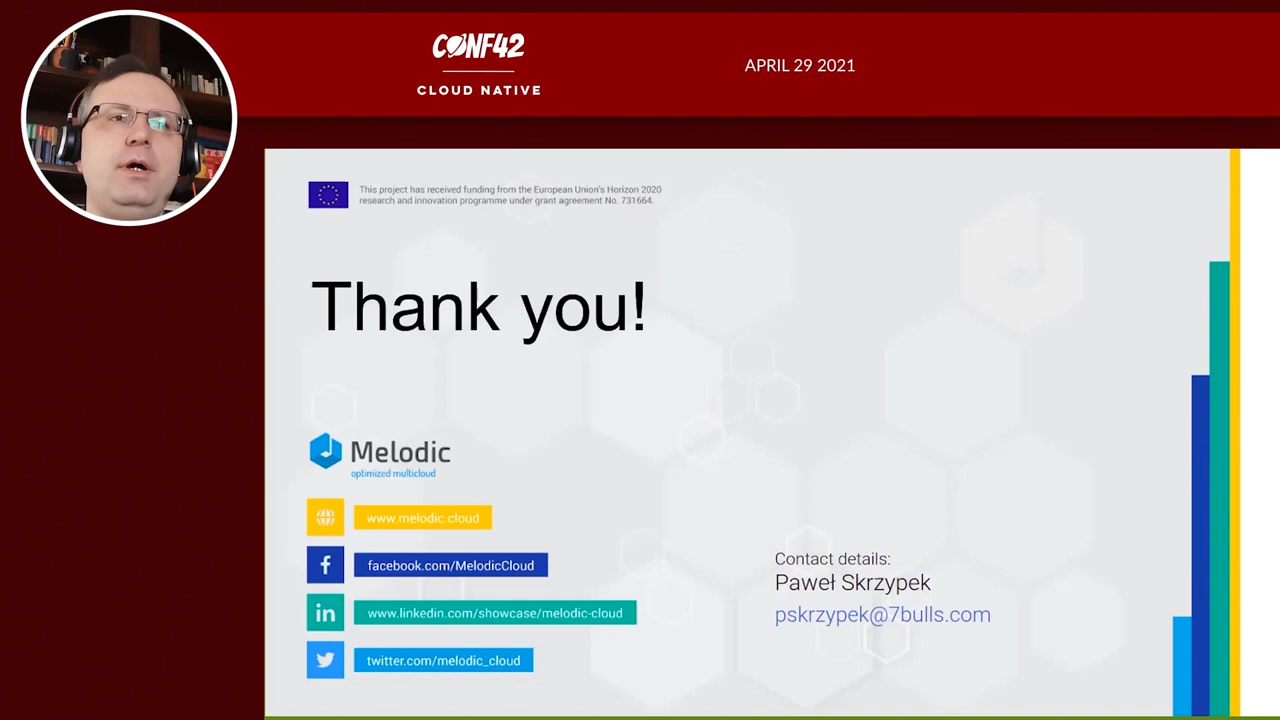 CONF42
CLOUD NATIVE
APRIL 29 2021
This project has received funding from the European Union's Horizon 2020
research and innovation programme under grant agreement No. 731664.
Thank you!
Melodic
optimized multicloud
www.melodic.cloud
facebook.com/MelodicCloud
www.linkedin.com/showcase/melodic-cloud
twitter.com/melodic_cloud
Contact details:
Paweł Skrzypek
pskrzypek@7bulls.com